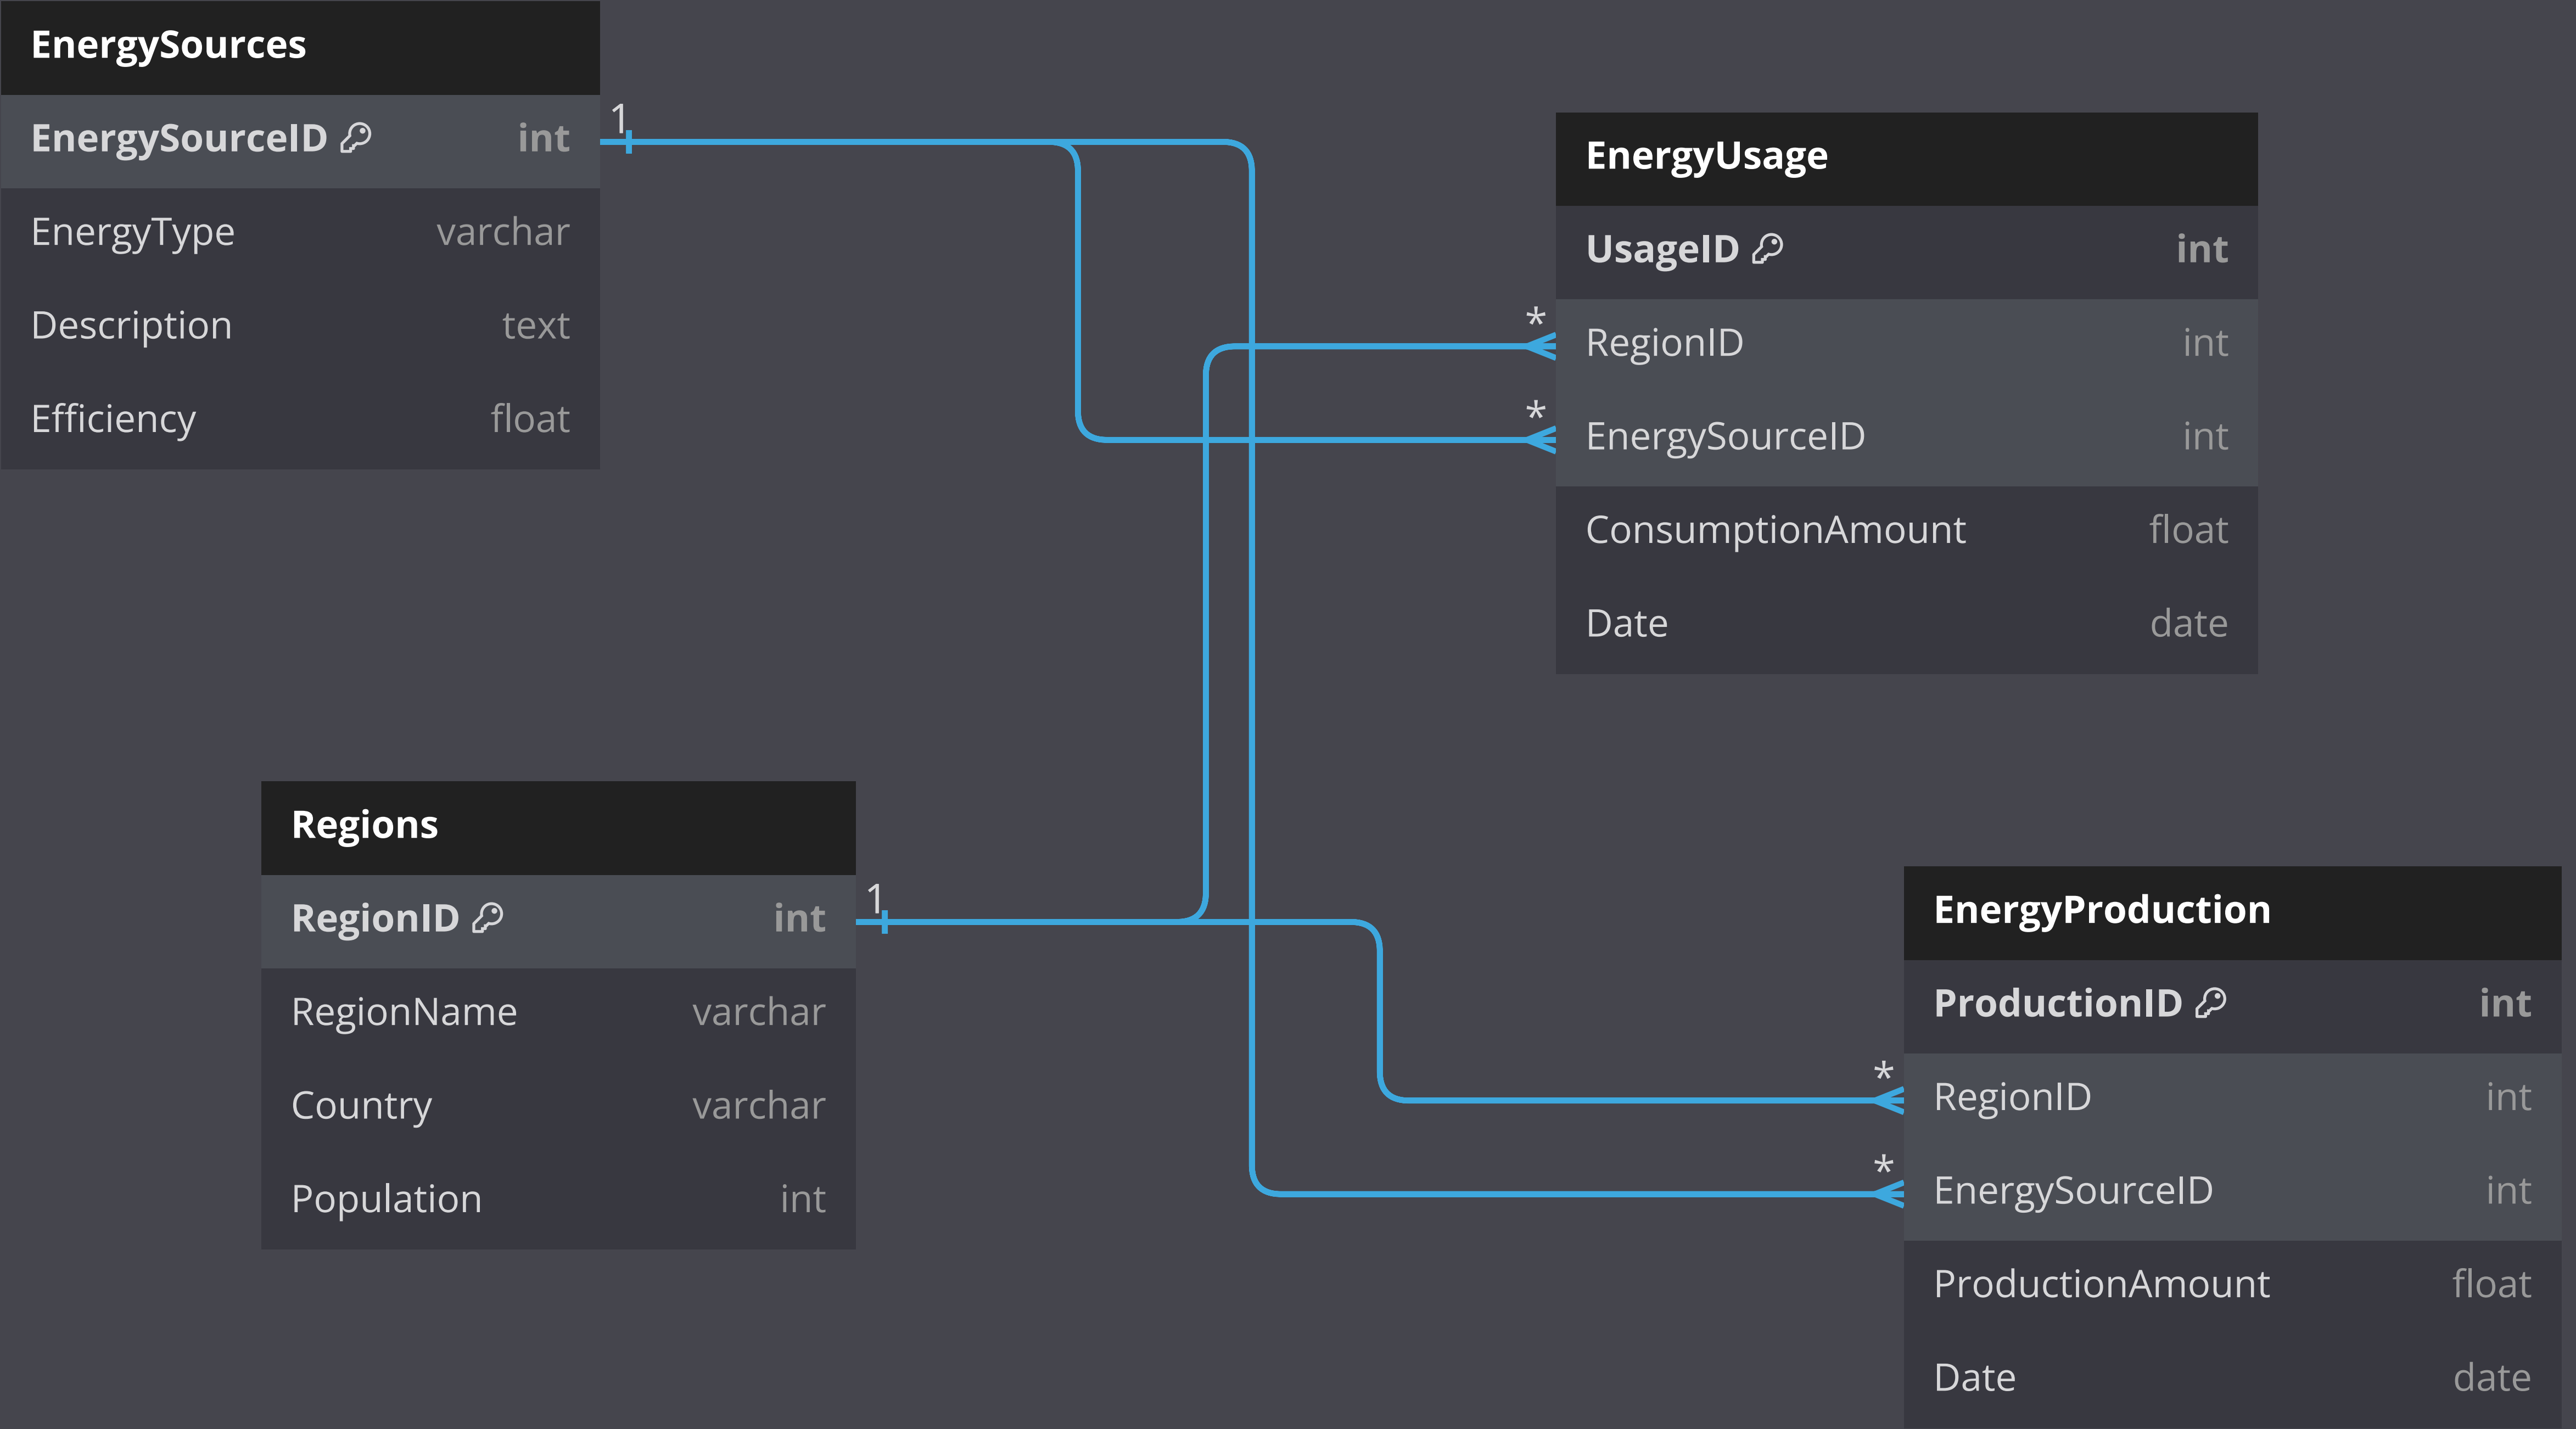 EnergySources
EnergySourceID int
EnergyType varchar
Description text
Efficiency float
1
EnergyUsage
UsageID int
* RegionID int
* EnergySourceID int
ConsumptionAmount float
Date date
Regions
RegionID int
RegionName varchar
Country varchar
Population int
1
EnergyProduction
ProductionID int
* RegionID int
* EnergySourceID int
ProductionAmount float
Date date